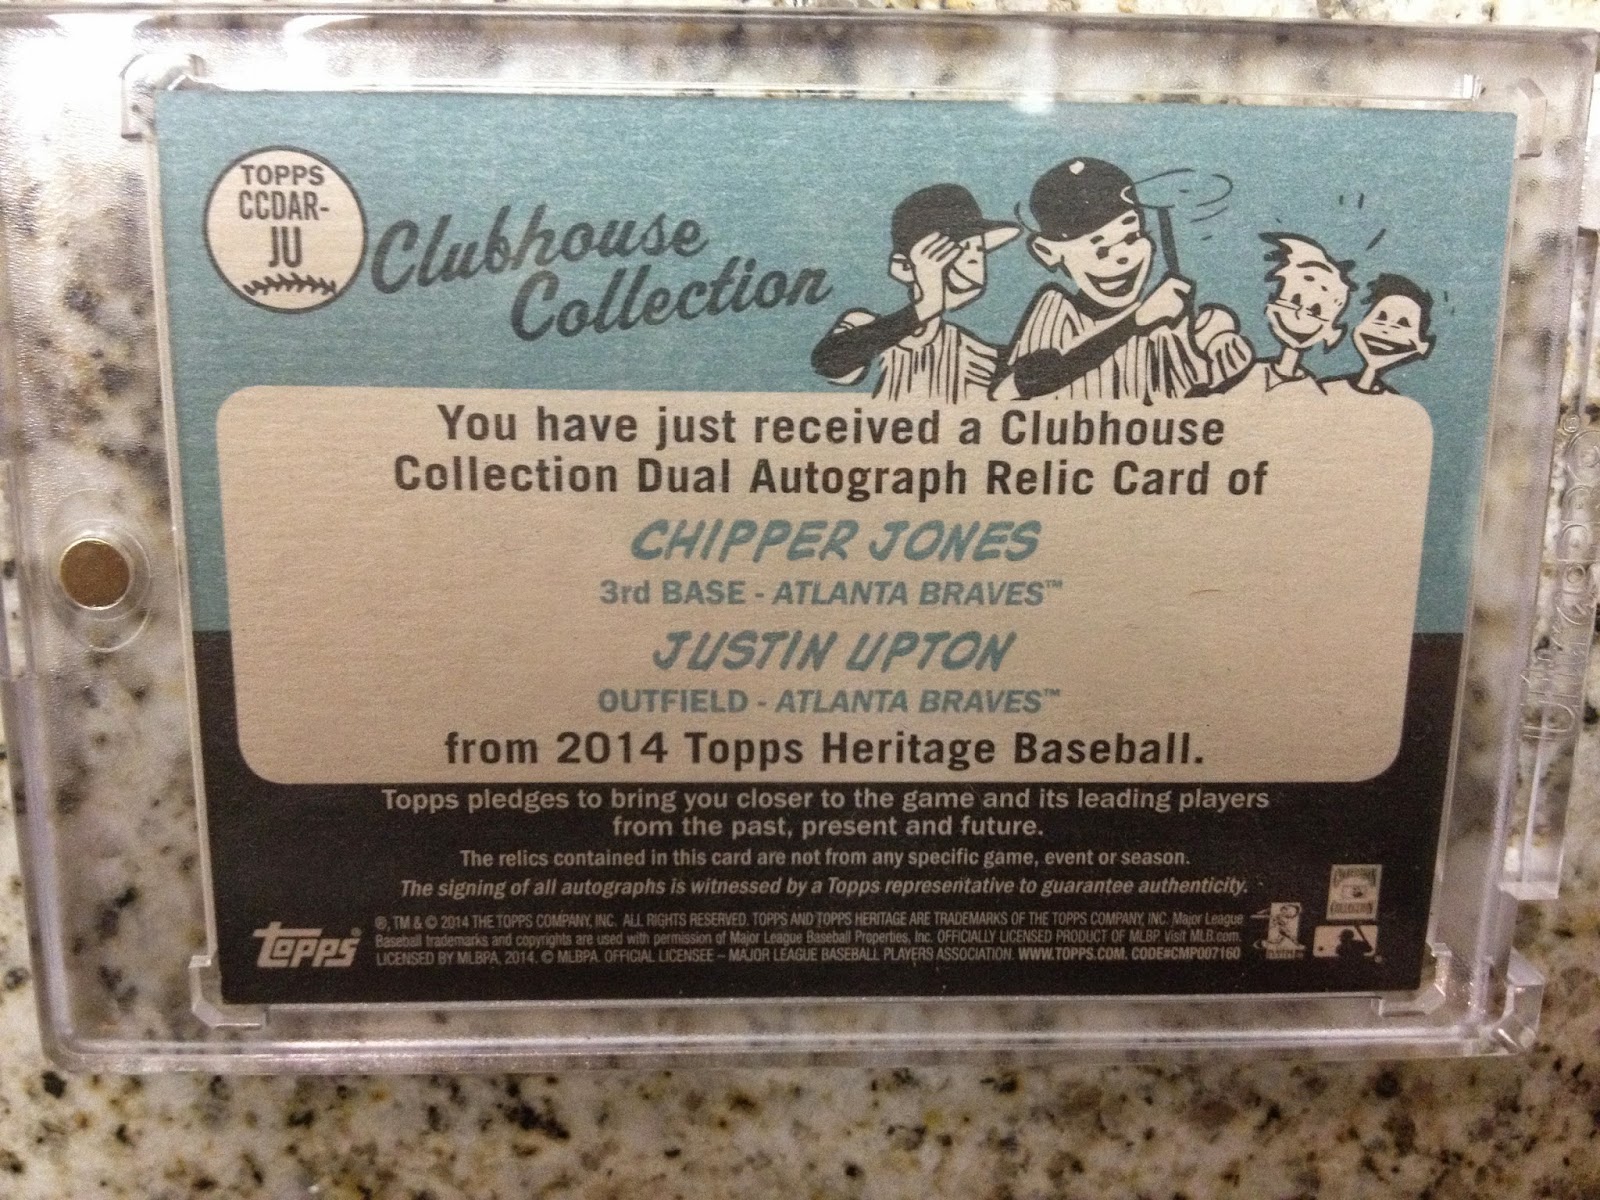 TOPPS
CCDAR-
JU
Clubhouse
Collection
You have just received a Clubhouse
Collection Dual Autograph Relic Card of
CHIPPER JONES
3rd BASE - ATLANTA BRAVES™
JUSTIN UPTON
OUTFIELD - ATLANTA BRAVES™
from 2014 Topps Heritage Baseball.
Topps pledges to bring you closer to the game and its leading players
from the past, present and future.
The relics contained in this card are not from any specific game, event or season.
The signing of all autographs is witnessed by a Topps representative to guarantee authenticity.
topps®
®, TM & © 2014 THE TOPPS COMPANY, INC. ALL RIGHTS RESERVED. TOPPS AND TOPPS HERITAGE ARE TRADEMARKS OF THE TOPPS COMPANY, INC. Major League
Baseball trademarks and copyrights are used with permission of Major League Baseball Properties, Inc. OFFICIALLY LICENSED PRODUCT OF MLBP. Visit MLB.com.
LICENSED BY MLBPA, 2014. © MLBPA. OFFICIAL LICENSEE – MAJOR LEAGUE BASEBALL PLAYERS ASSOCIATION. WWW.TOPPS.COM. CODE#CMP007160